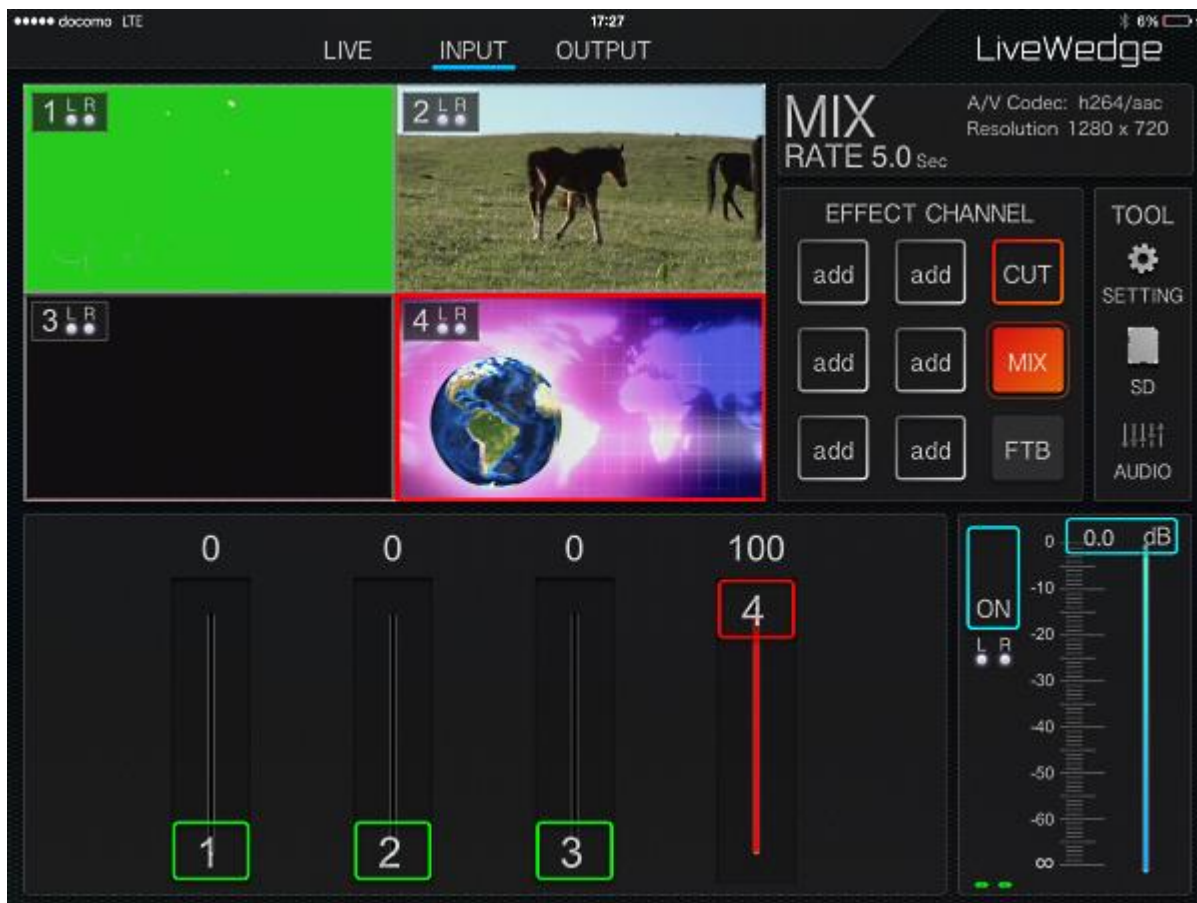 docomo LTE 17:27 6%
LIVE INPUT OUTPUT LiveWedge
1 L R
2 L R
3 L R
4 L R
MIX
RATE 5.0 Sec
A/V Codec: h264/aac
Resolution 1280 x 720
EFFECT CHANNEL
add add CUT
add add MIX
add add FTB
TOOL
SETTING
SD
AUDIO
0 0 0 100
4
1 2 3
ON
L R
0.0 dB
0
-10
-20
-30
-40
-50
-60
∞